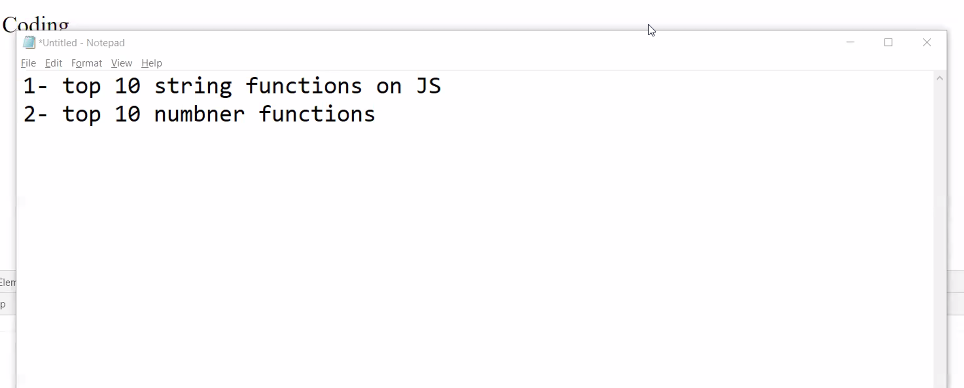 Coding
*Untitled - Notepad
File Edit Format View Help
1- top 10 string functions on JS
2- top 10 numbner functions
Elem
p